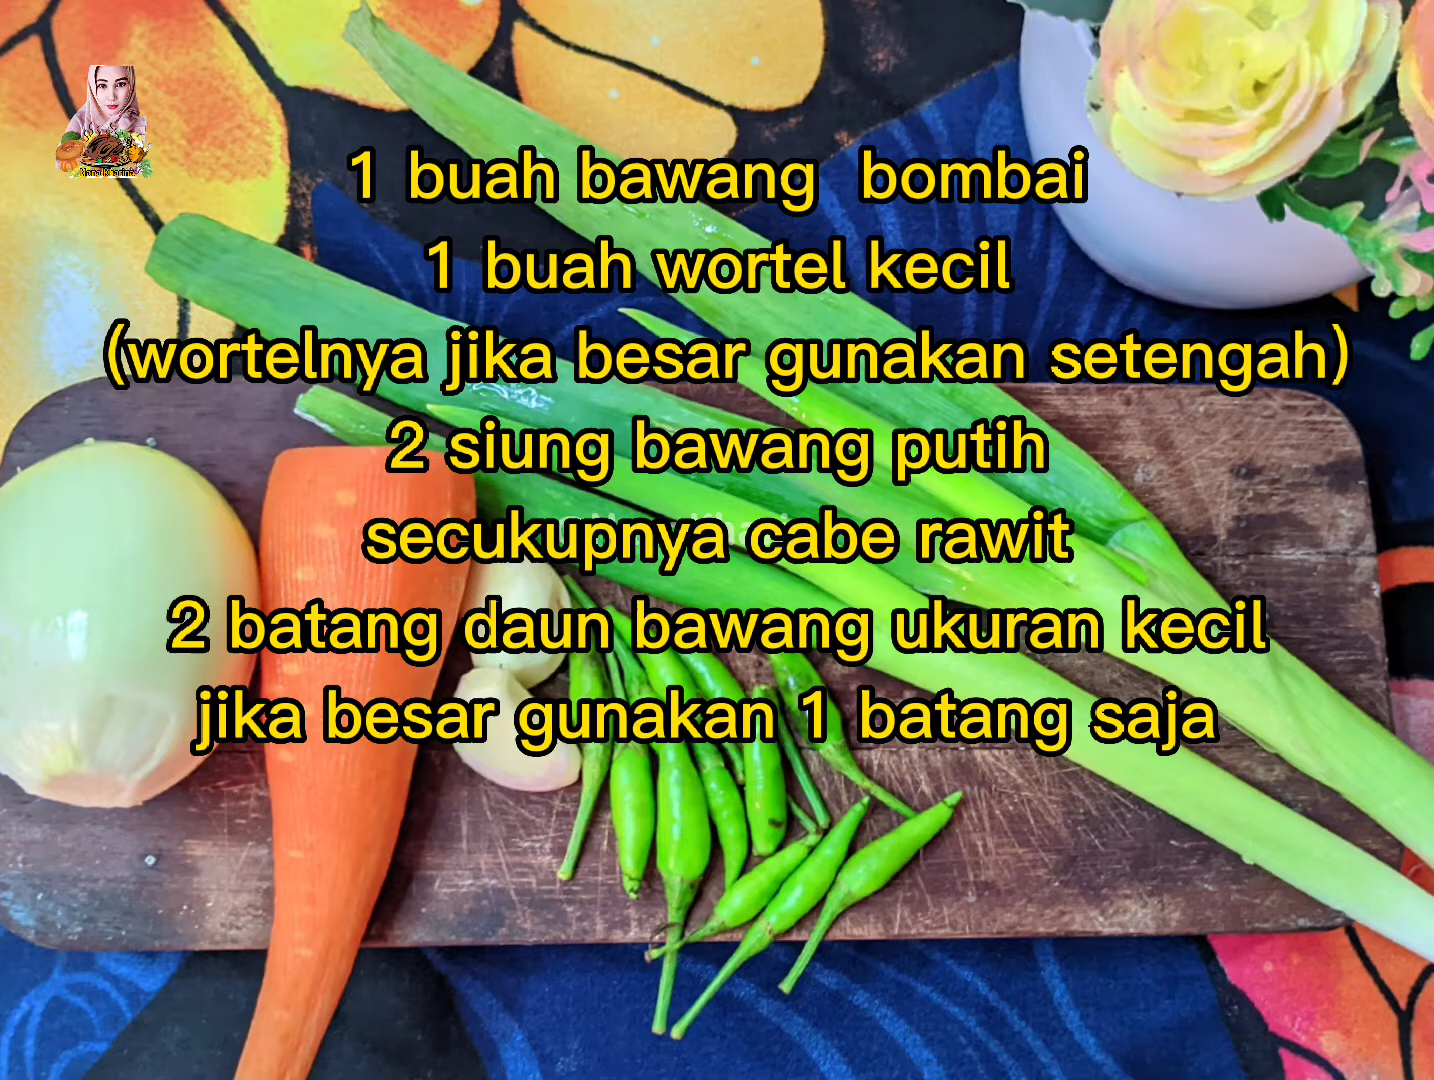 1 buah bawang bombai
1 buah wortel kecil
(wortelnya jika besar gunakan setengah)
2 siung bawang putih
secukupnya cabe rawit
2 batang daun bawang ukuran kecil
jika besar gunakan 1 batang saja